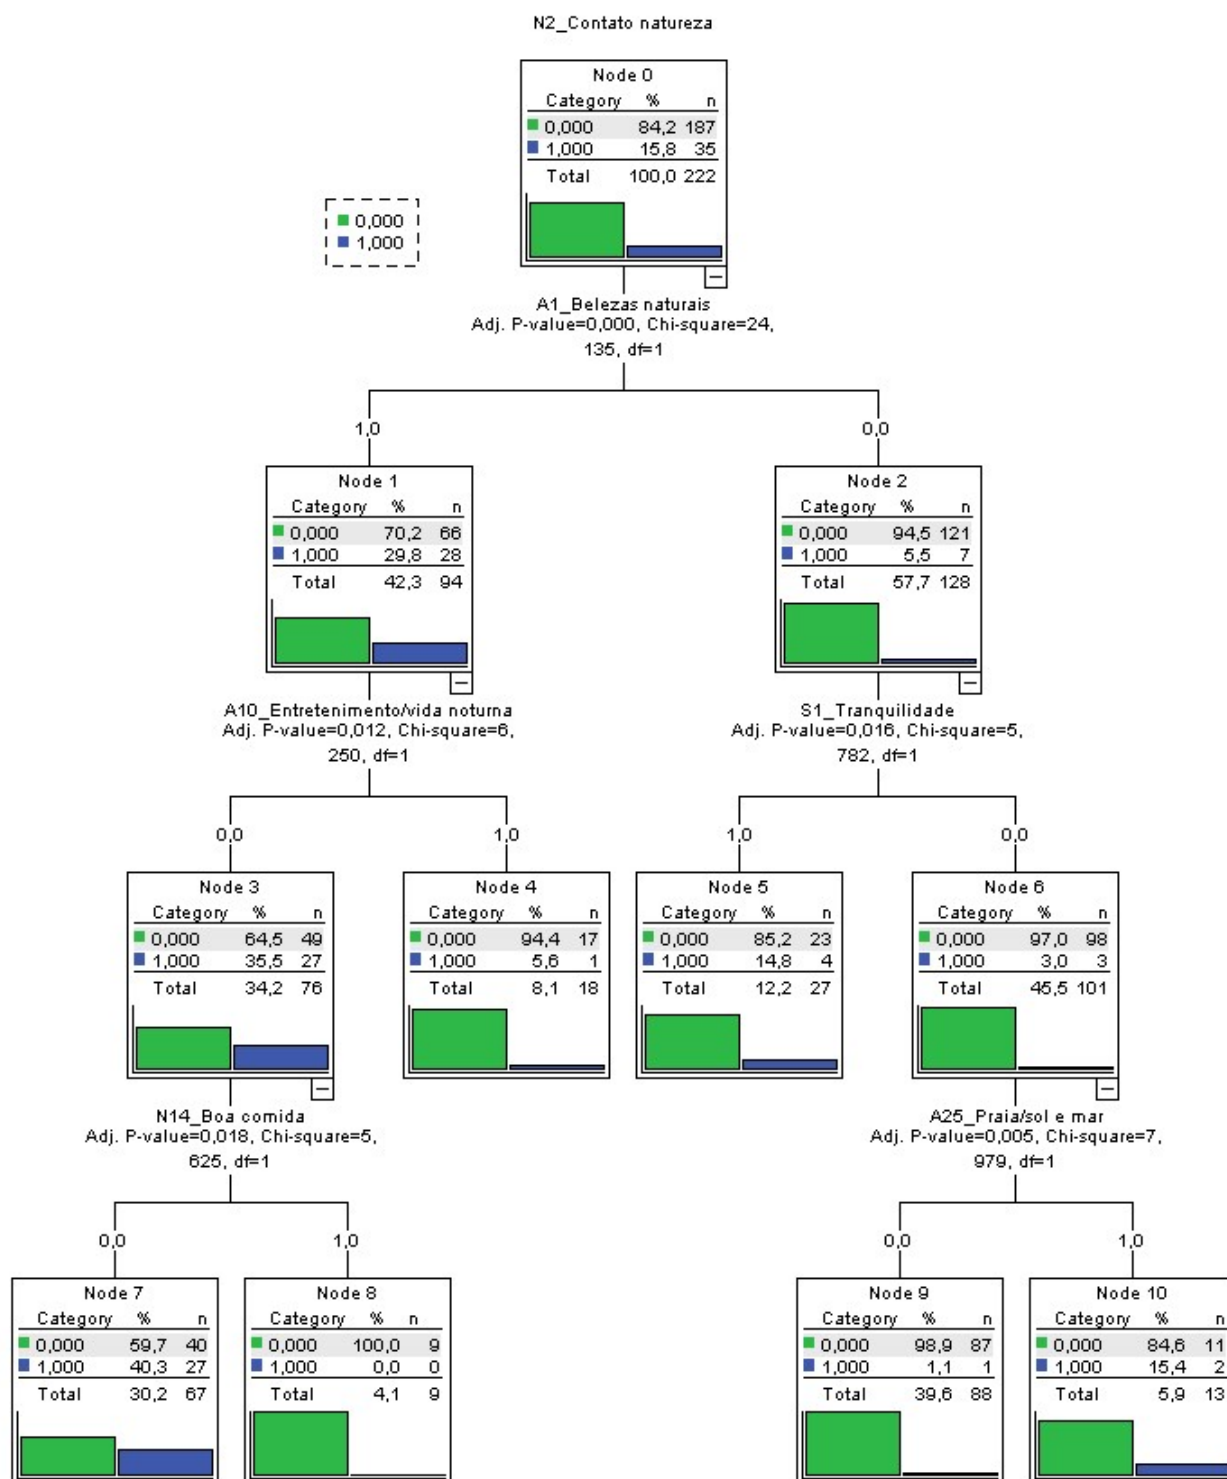 N2_Contato natureza
Node 0
Category % n
0,000 84,2 187
1,000 15,8 35
Total 100,0 222
0,000
1,000
A1_Belezas naturais
Adj. P-value=0,000, Chi-square=24,
135, df=1
1,0
0,0
Node 1
Category % n
0,000 70,2 66
1,000 29,8 28
Total 42,3 94
Node 2
Category % n
0,000 94,5 121
1,000 5,5 7
Total 57,7 128
A10_Entretenimento/vida noturna
Adj. P-value=0,012, Chi-square=6,
250, df=1
S1_Tranquilidade
Adj. P-value=0,016, Chi-square=5,
782, df=1
0,0
1,0
1,0
0,0
Node 3
Category % n
0,000 64,5 49
1,000 35,5 27
Total 34,2 76
Node 4
Category % n
0,000 94,4 17
1,000 5,6 1
Total 8,1 18
Node 5
Category % n
0,000 85,2 23
1,000 14,8 4
Total 12,2 27
Node 6
Category % n
0,000 97,0 98
1,000 3,0 3
Total 45,5 101
N14_Boa comida
Adj. P-value=0,018, Chi-square=5,
625, df=1
A25_Praia/sol e mar
Adj. P-value=0,005, Chi-square=7,
979, df=1
0,0
1,0
0,0
1,0
Node 7
Category % n
0,000 59,7 40
1,000 40,3 27
Total 30,2 67
Node 8
Category % n
0,000 100,0 9
1,000 0,0 0
Total 4,1 9
Node 9
Category % n
0,000 98,9 87
1,000 1,1 1
Total 39,6 88
Node 10
Category % n
0,000 84,6 11
1,000 15,4 2
Total 5,9 13